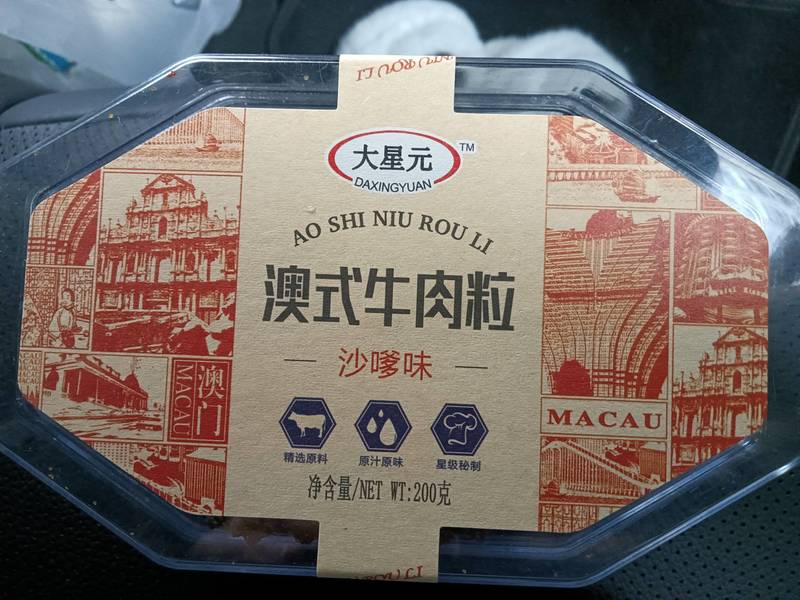 大星元
TM
DAXINGYUAN
AO SHI NIU ROU LI
澳式牛肉粒
沙嗲味
精选原料
原汁原味
星级秘制
净含量/NET WT:200克
澳门
MACAU
MACAU